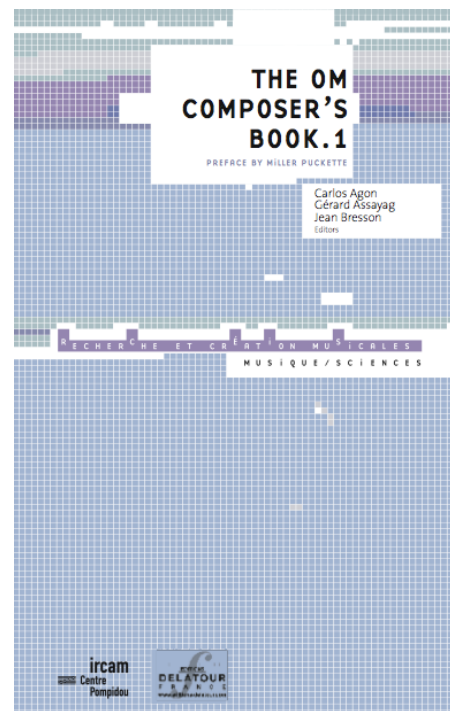 THE OM
COMPOSER'S
BOOK.1
PREFACE BY MiLLER PUCKETTE
Carlos Agon
Gérard Assayag
Jean Bresson
Editors
RECHERCHE ET CRÉATiON MUSiCALES
MUSiQUE/SCiENCES
ircam
Centre
Pompidou
DELATOUR
FRANCE